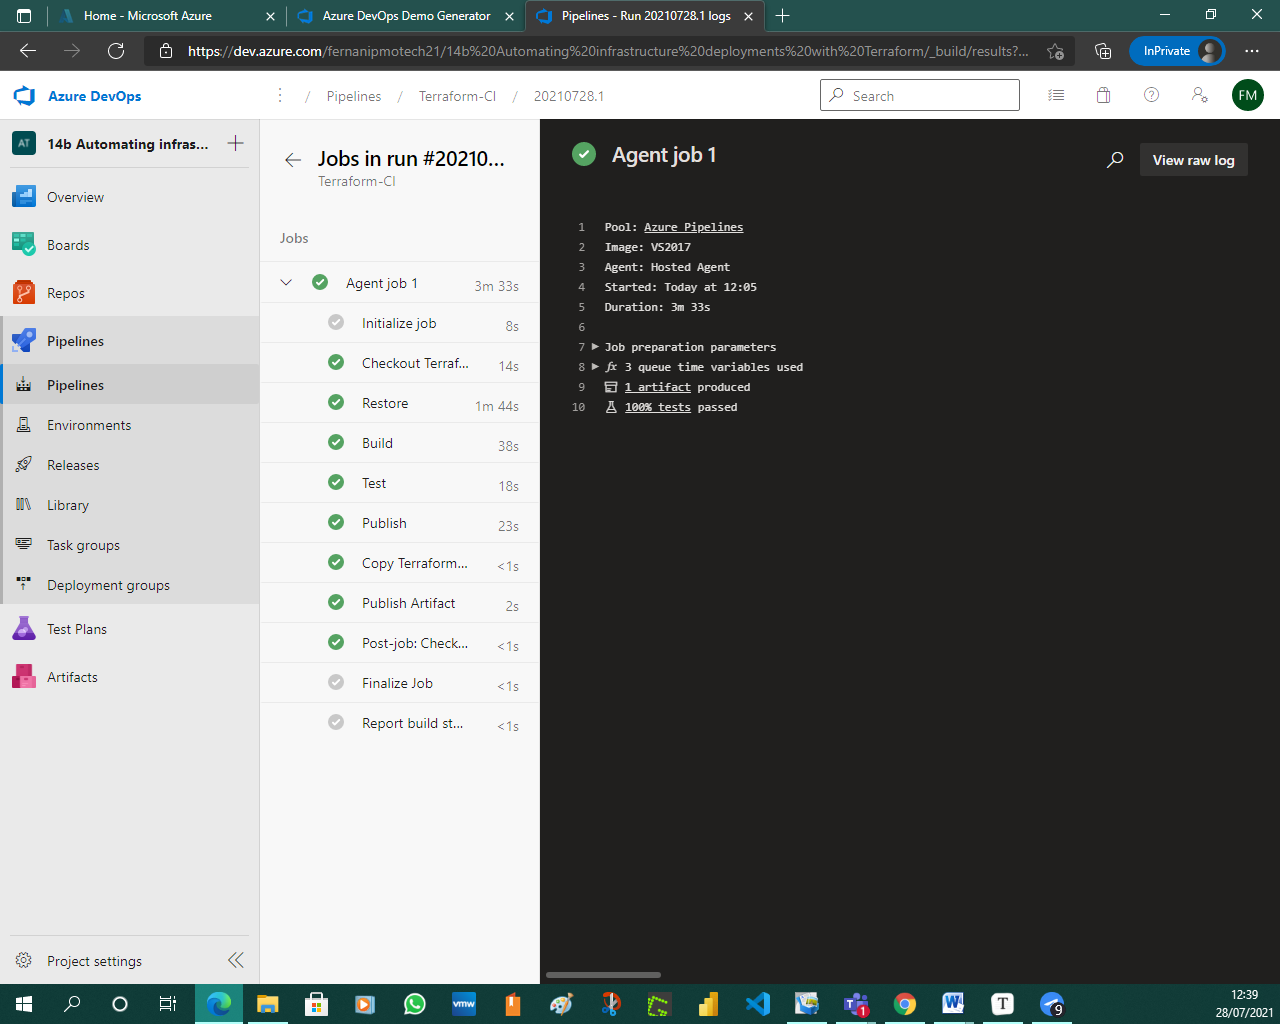 Home - Microsoft Azure
Azure DevOps Demo Generator
Pipelines - Run 20210728.1 logs
https://dev.azure.com/fernanipmotech21/14b%20Automating%20infrastructure%20deployments%20with%20Terraform/_build/results?...
InPrivate
Azure DevOps
/ Pipelines / Terraform-CI / 20210728.1
Search
FM
AT
14b Automating infras...
Overview
Boards
Repos
Pipelines
Pipelines
Environments
Releases
Library
Task groups
Deployment groups
Test Plans
Artifacts
Project settings
Jobs in run #20210...
Terraform-CI
Jobs
Agent job 1 3m 33s
Initialize job 8s
Checkout Terraf... 14s
Restore 1m 44s
Build 38s
Test 18s
Publish 23s
Copy Terraform... <1s
Publish Artifact 2s
Post-job: Check... <1s
Finalize Job <1s
Report build st... <1s
Agent job 1
View raw log
1 Pool: Azure Pipelines
2 Image: VS2017
3 Agent: Hosted Agent
4 Started: Today at 12:05
5 Duration: 3m 33s
6
7 Job preparation parameters
8 fx 3 queue time variables used
9 1 artifact produced
10 100% tests passed
vmw
1
W
T
9
12:39
28/07/2021